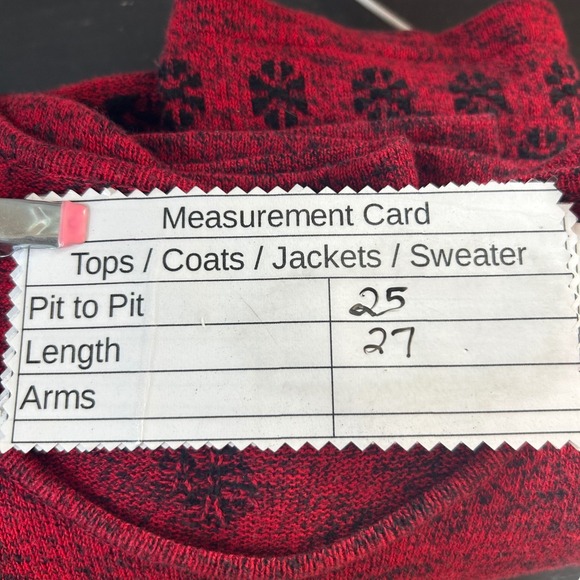 Measurement Card
Tops / Coats / Jackets / Sweater
Pit to Pit 25
Length 27
Arms